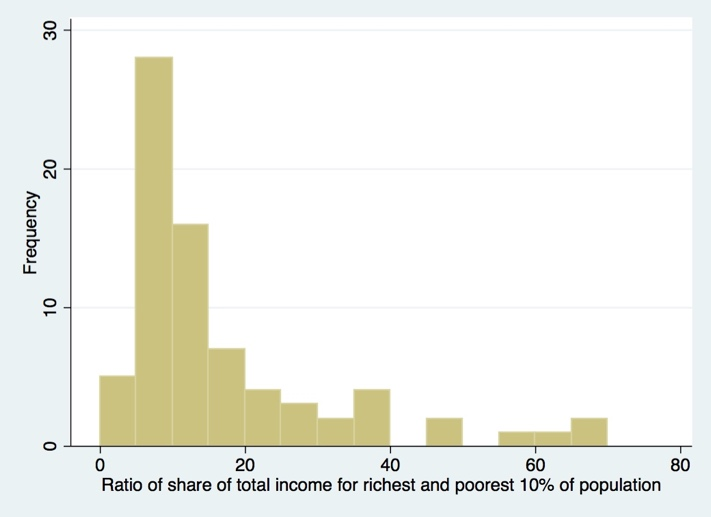 30
20
10
0
Frequency
0 20 40 60 80
Ratio of share of total income for richest and poorest 10% of population